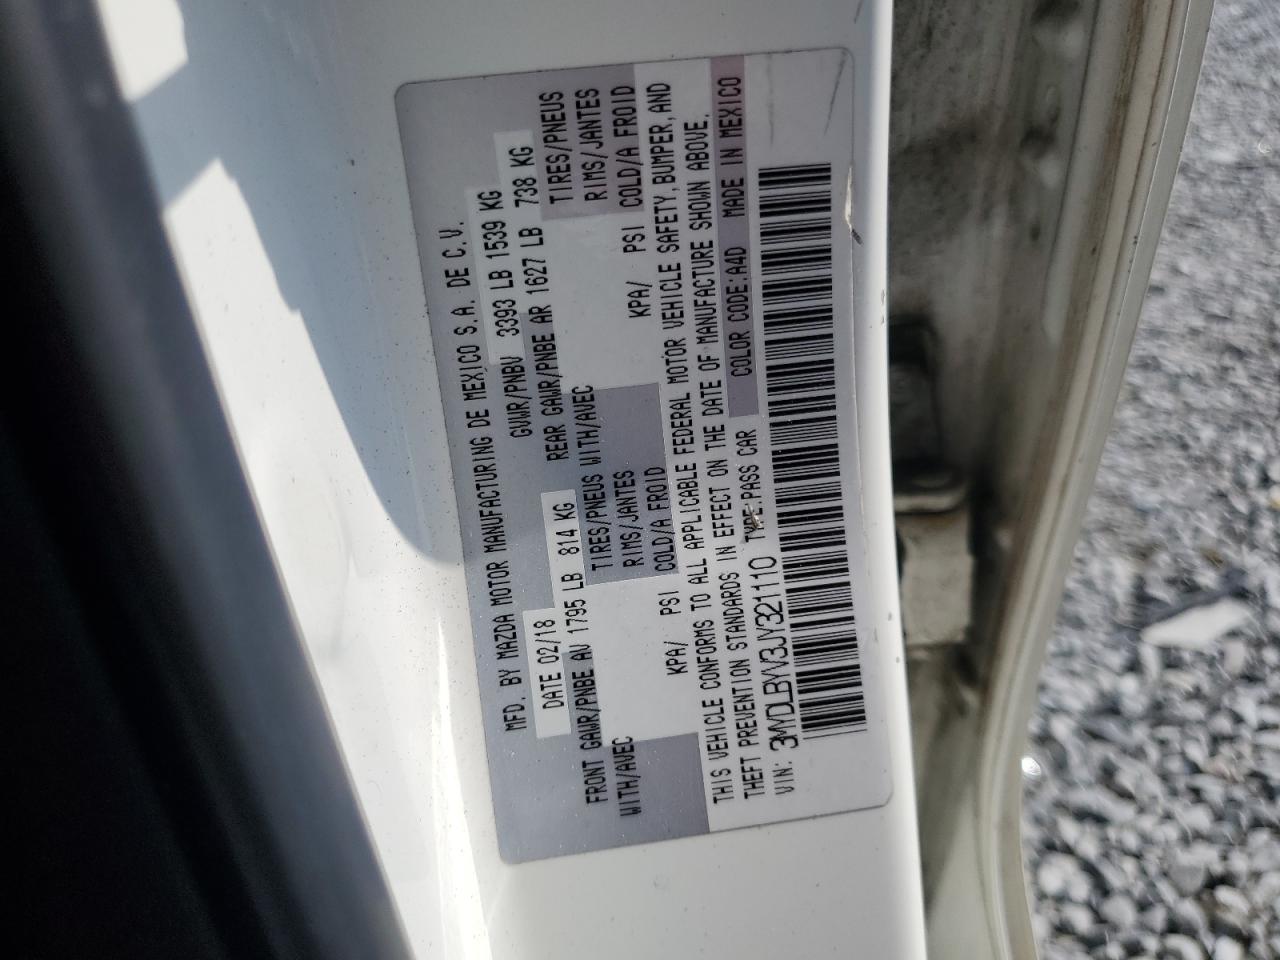 MFD. BY MAZDA MOTOR MANUFACTURING DE MEXICO S.A. DE C.V.
DATE 02/18 GVWR/PNBV 3393 LB 1539 KG
FRONT GAWR/PNBE AV 1795 LB 814 KG REAR GAWR/PNBE AR 1627 LB 738 KG
WITH/AVEC TIRES/PNEUS WITH/AVEC TIRES/PNEUS
RIMS/JANTES RIMS/JANTES
KPA/ PSI COLD/A FROID KPA/ PSI COLD/A FROID
THIS VEHICLE CONFORMS TO ALL APPLICABLE FEDERAL MOTOR VEHICLE SAFETY, BUMPER, AND
THEFT PREVENTION STANDARDS IN EFFECT ON THE DATE OF MANUFACTURE SHOWN ABOVE.
VIN: 3MYDLBYV3JY321110 TYPE:PASS CAR COLOR CODE:A4D MADE IN MEXICO